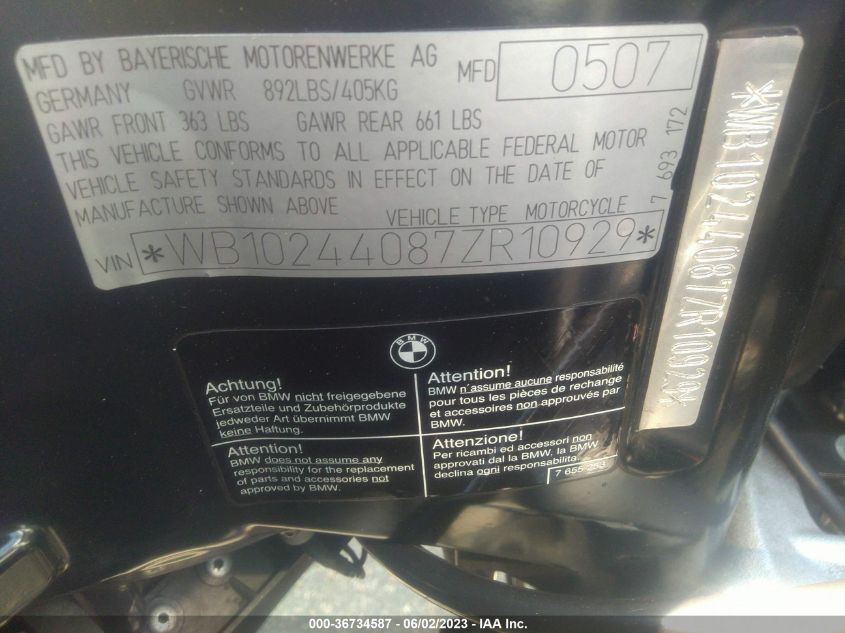 MFD BY BAYERISCHE MOTORENWERKE AG
MFD 0507
GERMANY GVWR 892LBS/405KG
GAWR FRONT 363 LBS GAWR REAR 661 LBS
THIS VEHICLE CONFORMS TO ALL APPLICABLE FEDERAL MOTOR
VEHICLE SAFETY STANDARDS IN EFFECT ON THE DATE OF
MANUFACTURE SHOWN ABOVE
VEHICLE TYPE MOTORCYCLE
VIN *WB10244087ZR10929*
7 693 172
*WB10244087ZR10929*
BMW
Achtung!
Für von BMW nicht freigegebene
Ersatzteile und Zubehörprodukte
jedweder Art übernimmt BMW
keine Haftung.
Attention!
BMW n'assume aucune responsabilité
pour tous les pièces de rechange
et accessoires non approuvés par
BMW.
Attention!
BMW does not assume any
responsibility for the replacement
of parts and accessories not
approved by BMW.
Attenzione!
Per ricambi ed accessori non
approvati dal la BMW, la BMW
declina ogni responsabilita.
7 655 253
000-36734587 - 06/02/2023 - IAA Inc.